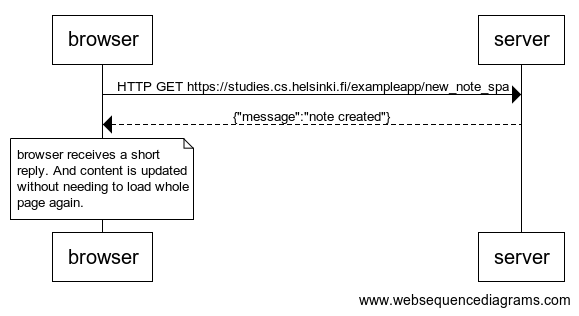 browser
server
HTTP GET https://studies.cs.helsinki.fi/exampleapp/new_note_spa
{"message":"note created"}
browser receives a short
reply. And content is updated
without needing to load whole
page again.
browser
server
www.websequencediagrams.com